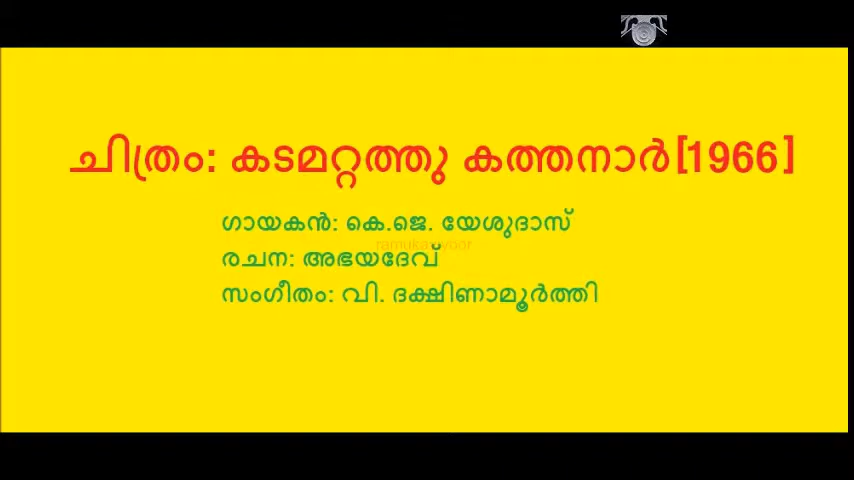 ചിത്രം: കടമറ്റത്തു കത്തനാർ[1966]
ഗായകൻ: കെ.ജെ. യേശുദാസ്
രചന: അഭയദേവ്
സംഗീതം: വി. ദക്ഷിണാമൂർത്തി